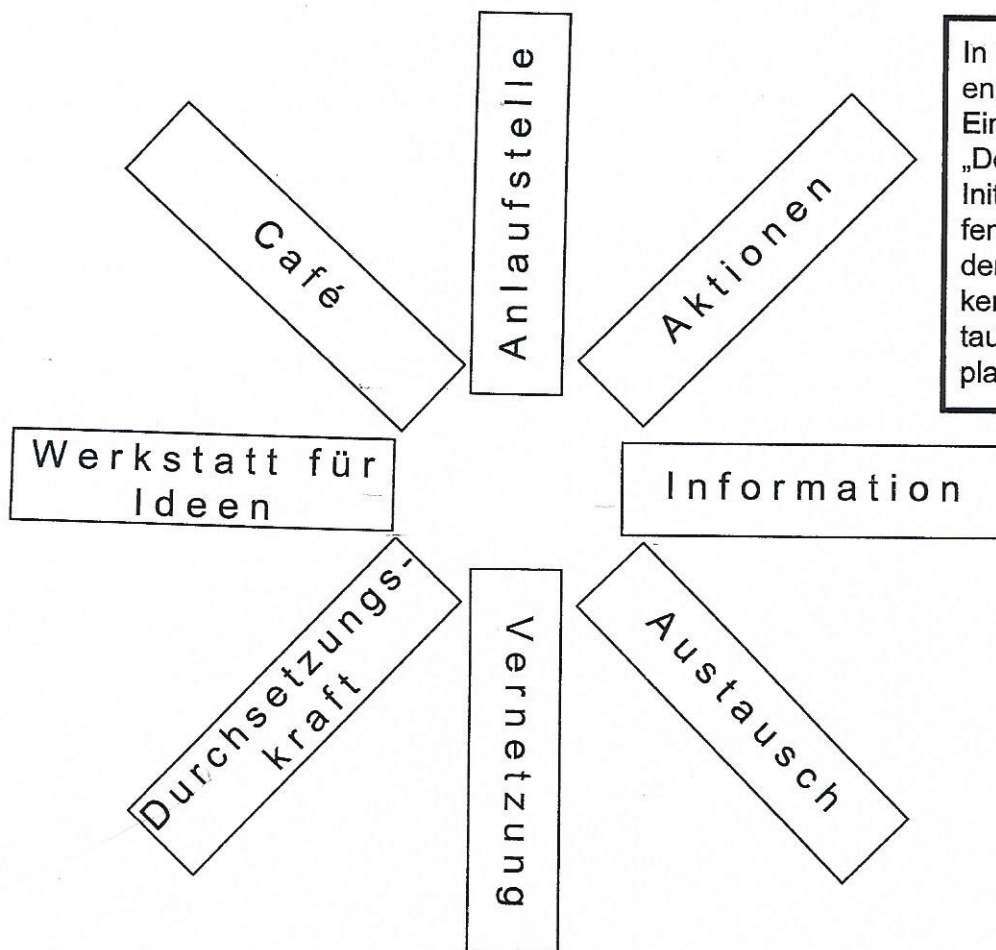 Anlaufstelle
Aktionen
Information
Austausch
Vernetzung
Durchsetzungs-
kraft
Werkstatt für
Ideen
Café
In
en
Ein
„De
Init
fer
der
ker
tau
pla